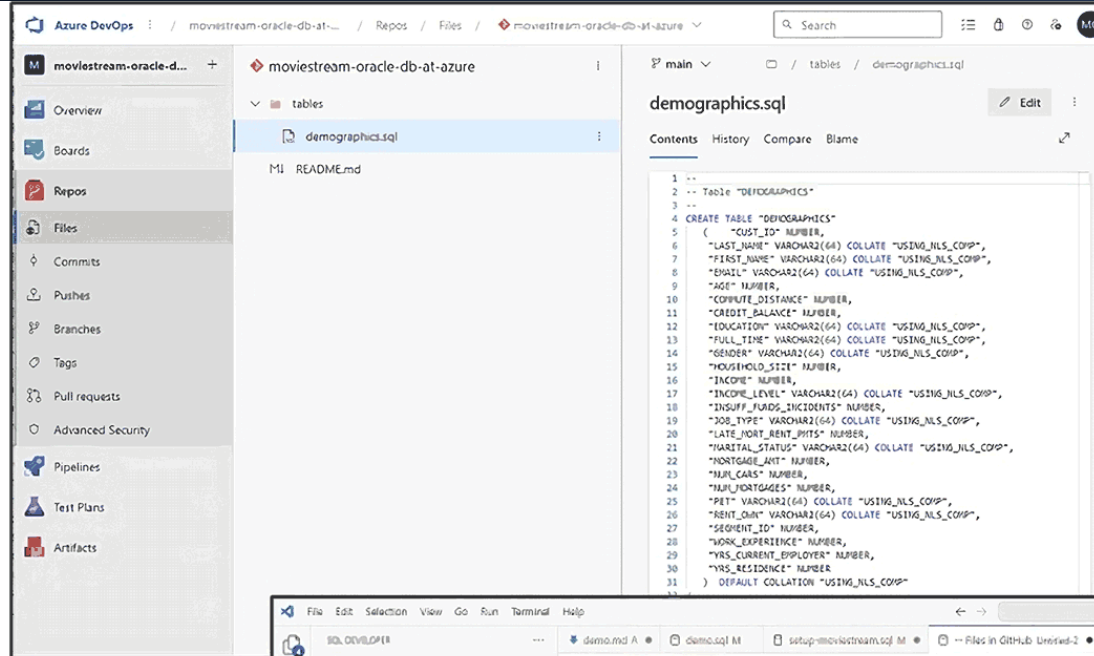 Azure DevOps / moviestream-oracle-db-at-... / Repos / Files / moviestream-oracle-db-at-azure
Search
M moviestream-oracle-d... +
Overview
Boards
Repos
Files
Commits
Pushes
Branches
Tags
Pull requests
Advanced Security
Pipelines
Test Plans
Artifacts
moviestream-oracle-db-at-azure
tables
demographics.sql
README.md
main / tables / demographics.sql
demographics.sql
Edit
Contents History Compare Blame
1 --
2 -- Table "DEMOGRAPHICS"
3 --
4 CREATE TABLE "DEMOGRAPHICS"
5 ( "CUST_ID" NUMBER,
6 "LAST_NAME" VARCHAR2(64) COLLATE "USING_NLS_COMP",
7 "FIRST_NAME" VARCHAR2(64) COLLATE "USING_NLS_COMP",
8 "EMAIL" VARCHAR2(64) COLLATE "USING_NLS_COMP",
9 "AGE" NUMBER,
10 "COMMUTE_DISTANCE" NUMBER,
11 "CREDIT_BALANCE" NUMBER,
12 "EDUCATION" VARCHAR2(64) COLLATE "USING_NLS_COMP",
13 "FULL_TIME" VARCHAR2(64) COLLATE "USING_NLS_COMP",
14 "GENDER" VARCHAR2(64) COLLATE "USING_NLS_COMP",
15 "HOUSEHOLD_SIZE" NUMBER,
16 "INCOME" NUMBER,
17 "INCOME_LEVEL" VARCHAR2(64) COLLATE "USING_NLS_COMP",
18 "INSUFF_FUNDS_INCIDENTS" NUMBER,
19 "JOB_TYPE" VARCHAR2(64) COLLATE "USING_NLS_COMP",
20 "LATE_MORT_RENT_PMTS" NUMBER,
21 "MARITAL_STATUS" VARCHAR2(64) COLLATE "USING_NLS_COMP",
22 "MORTGAGE_AMT" NUMBER,
23 "NUM_CARS" NUMBER,
24 "NUM_MORTGAGES" NUMBER,
25 "PET" VARCHAR2(64) COLLATE "USING_NLS_COMP",
26 "RENT_OWN" VARCHAR2(64) COLLATE "USING_NLS_COMP",
27 "SEGMENT_ID" NUMBER,
28 "WORK_EXPERIENCE" NUMBER,
29 "YRS_CURRENT_EMPLOYER" NUMBER,
30 "YRS_RESIDENCE" NUMBER
31 ) DEFAULT COLLATION "USING_NLS_COMP"
File Edit Selection View Go Run Terminal Help
SQL DEVELOPER ... demo.md A demo.sql M setup-moviestream.sql M -- Files in GitHub Untitled-2